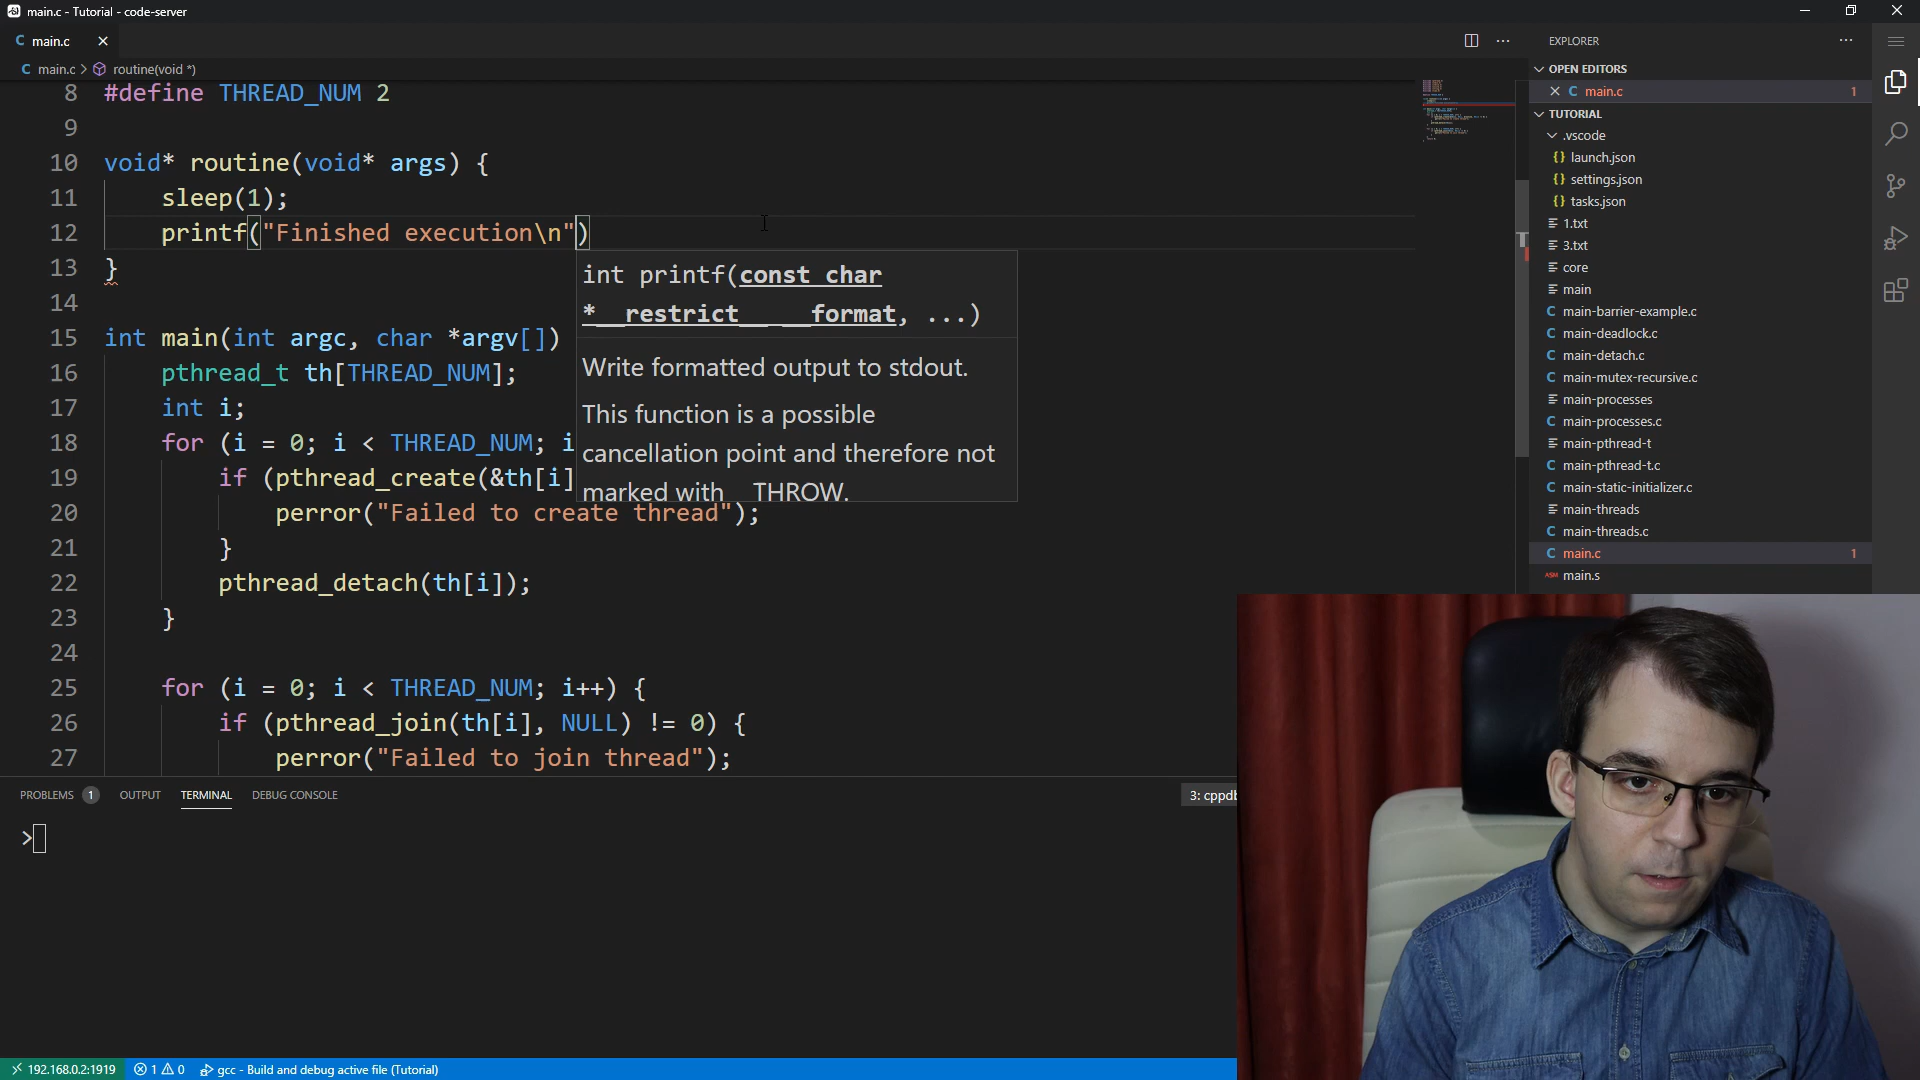 main.c - Tutorial - code-server
C main.c
C main.c > routine(void *)
8 #define THREAD_NUM 2
9
10 void* routine(void* args) {
11 sleep(1);
12 printf("Finished execution\n")
13 }
14
15 int main(int argc, char *argv[])
16 pthread_t th[THREAD_NUM];
17 int i;
18 for (i = 0; i < THREAD_NUM; i
19 if (pthread_create(&th[i]
20 perror("Failed to create thread");
21 }
22 pthread_detach(th[i]);
23 }
24
25 for (i = 0; i < THREAD_NUM; i++) {
26 if (pthread_join(th[i], NULL) != 0) {
27 perror("Failed to join thread");
int printf(const char
*__restrict__ __format, ...)
Write formatted output to stdout.
This function is a possible
cancellation point and therefore not
marked with __THROW.
PROBLEMS 1 OUTPUT TERMINAL DEBUG CONSOLE
3: cppdb
>
192.168.0.2:1919 1 0 gcc - Build and debug active file (Tutorial)
EXPLORER
OPEN EDITORS
C main.c 1
TUTORIAL
.vscode
{} launch.json
{} settings.json
{} tasks.json
1.txt
3.txt
core
main
C main-barrier-example.c
C main-deadlock.c
C main-detach.c
C main-mutex-recursive.c
main-processes
C main-processes.c
main-pthread-t
C main-pthread-t.c
C main-static-initializer.c
main-threads
C main-threads.c
C main.c 1
ASM main.s